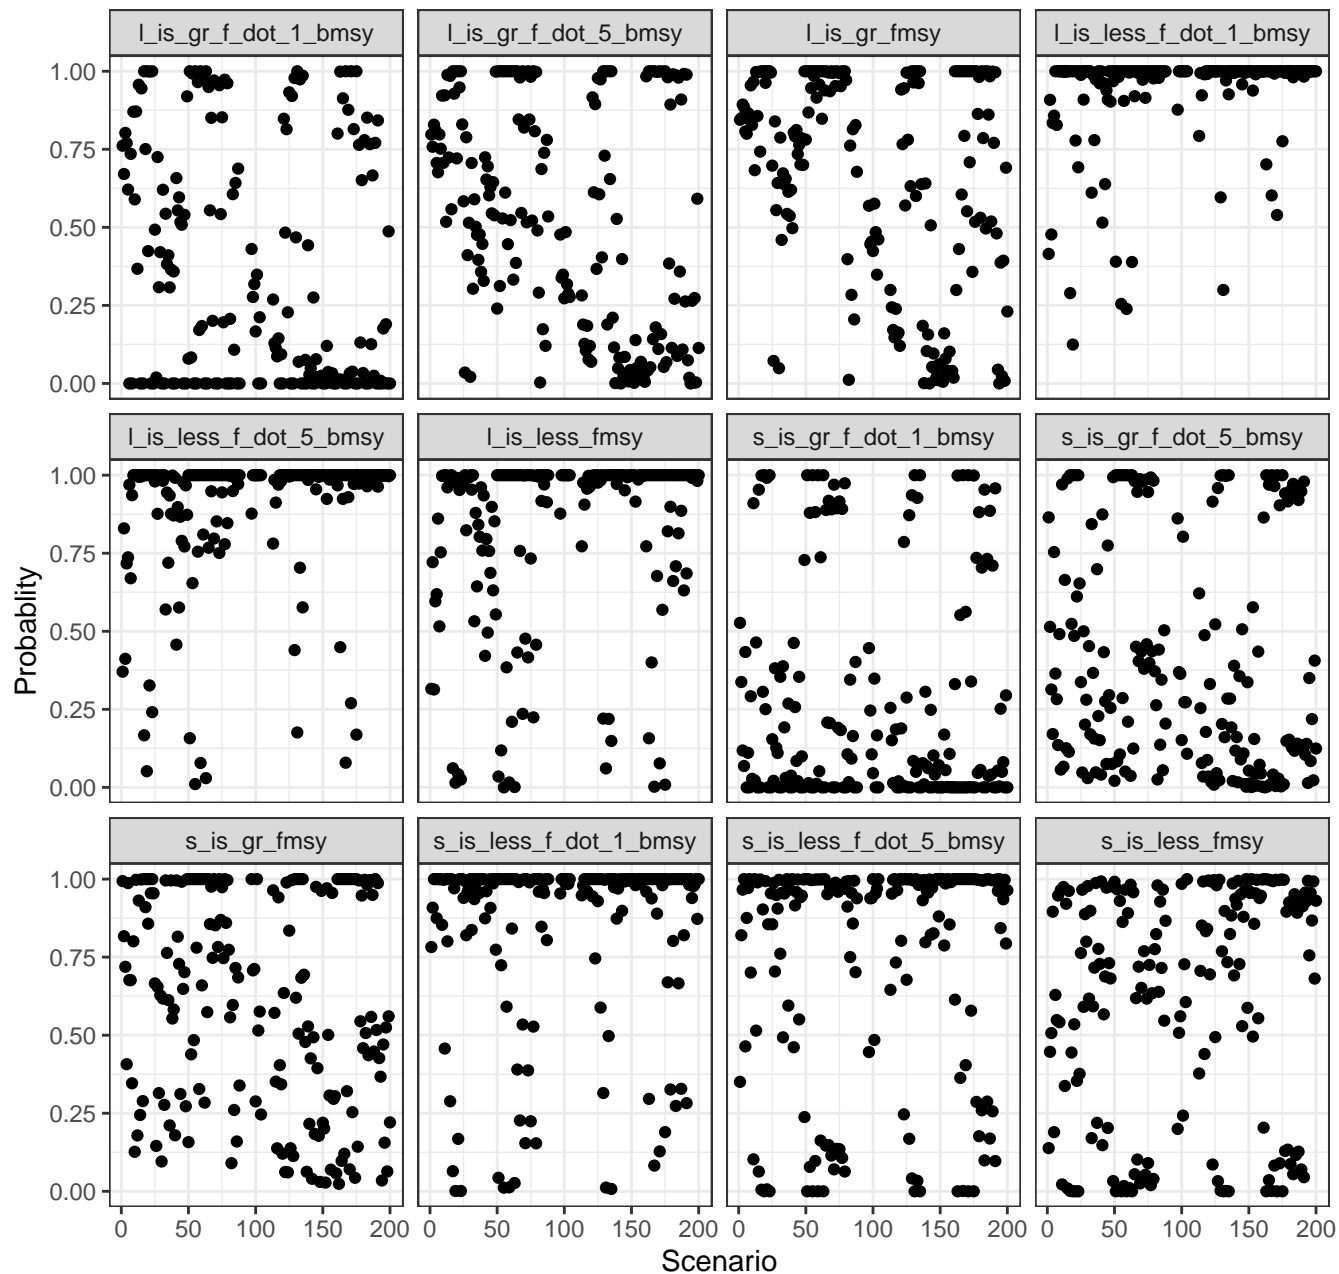 l_is_gr_f_dot_1_bmsy l_is_gr_f_dot_5_bmsy l_is_gr_fmsy l_is_less_f_dot_1_bmsy
1.00
0.75
0.50
0.25
0.00
l_is_less_f_dot_5_bmsy l_is_less_fmsy s_is_gr_f_dot_1_bmsy s_is_gr_f_dot_5_bmsy
1.00
0.75
0.50
0.25
0.00
Probablity
s_is_gr_fmsy s_is_less_f_dot_1_bmsy s_is_less_f_dot_5_bmsy s_is_less_fmsy
1.00
0.75
0.50
0.25
0.00
0 50 100 150 200 0 50 100 150 200 0 50 100 150 200 0 50 100 150 200
Scenario